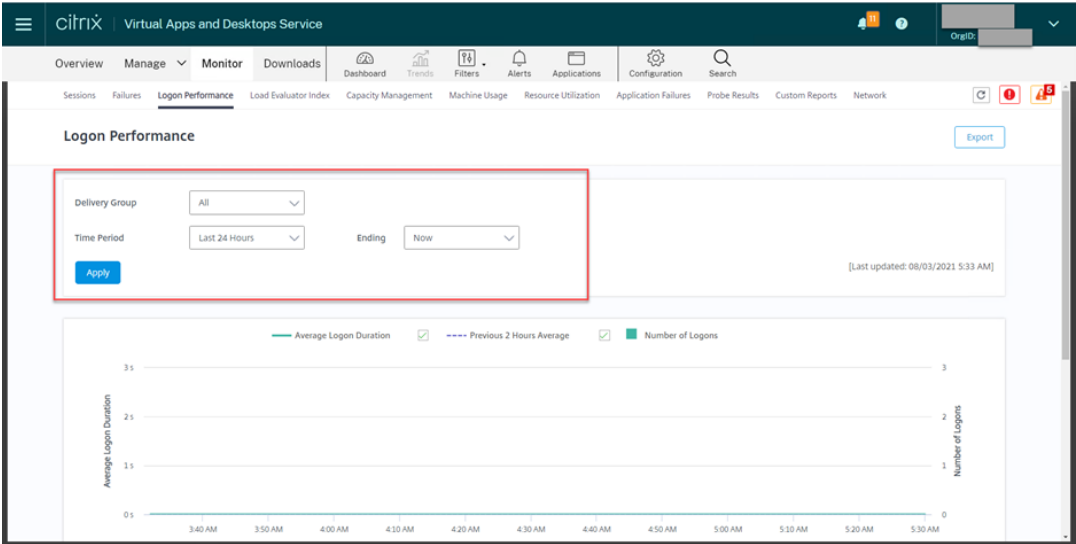 citrix | Virtual Apps and Desktops Service 11 ?
OrgID:
Overview Manage Monitor Downloads Dashboard Trends Filters Alerts Applications Configuration Search
Sessions Failures Logon Performance Load Evaluator Index Capacity Management Machine Usage Resource Utilization Application Failures Probe Results Custom Reports Network 5
Logon Performance Export
Delivery Group All
Time Period Last 24 Hours Ending Now
Apply [Last updated: 08/03/2021 5:33 AM]
Average Logon Duration Previous 2 Hours Average Number of Logons
3 s 3
2 s 2
1 s 1
0 s 0
Average Logon Duration
Number of Logons
3:40 AM 3:50 AM 4:00 AM 4:10 AM 4:20 AM 4:30 AM 4:40 AM 4:50 AM 5:00 AM 5:10 AM 5:20 AM 5:30 AM